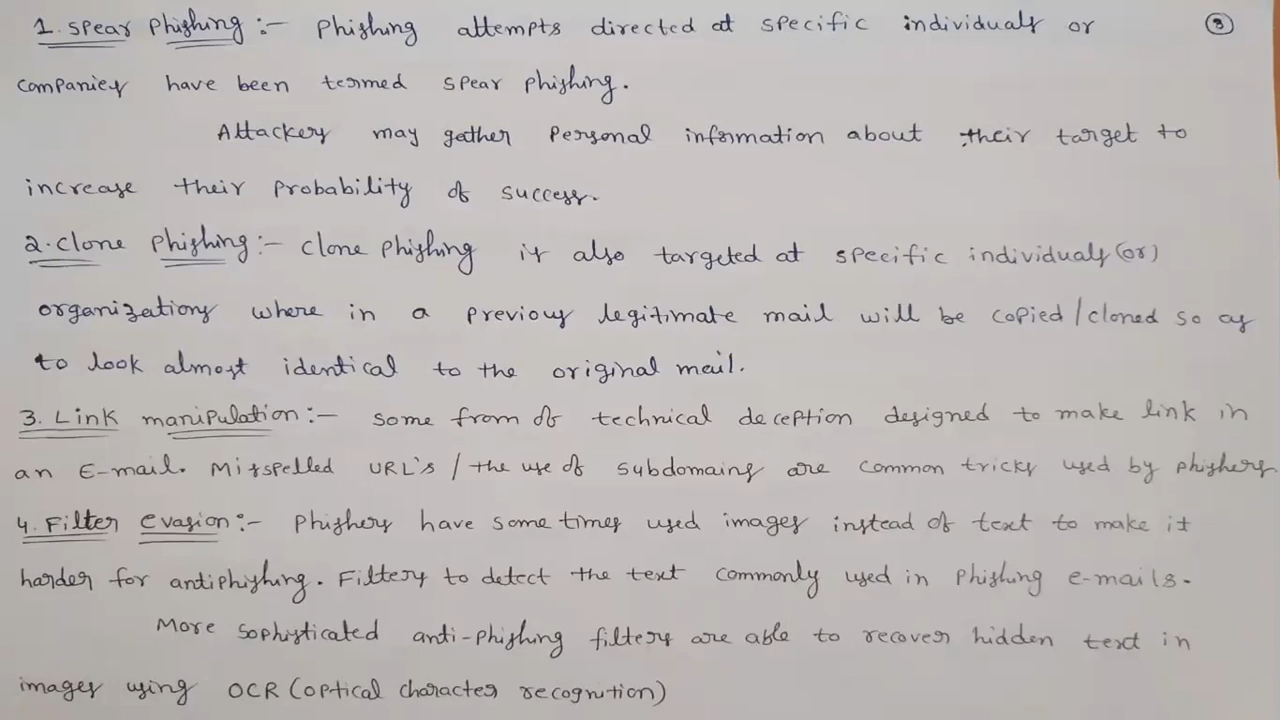 1. Spear phishing :- Phishing attempts directed at specific individuals or ③
companies have been termed spear phishing.
Attackers may gather Personal information about their target to
increase their probability of success.
2. clone phishing :- clone phishing is also targeted at specific individuals (or)
organizations where in a previous legitimate mail will be copied / cloned so as
to look almost identical to the original mail.
3. Link manipulation :- some from of technical deception designed to make link in
an E-mail. Misspelled URL's / the use of subdomains are common tricks used by phishers
4. Filter evasion :- Phishers have some times used images instead of text to make it
harder for antiphishing. Filters to detect the text commonly used in Phishing e-mails.
More sophisticated anti-phishing filters are able to recover hidden text in
images using OCR (optical character recognition)